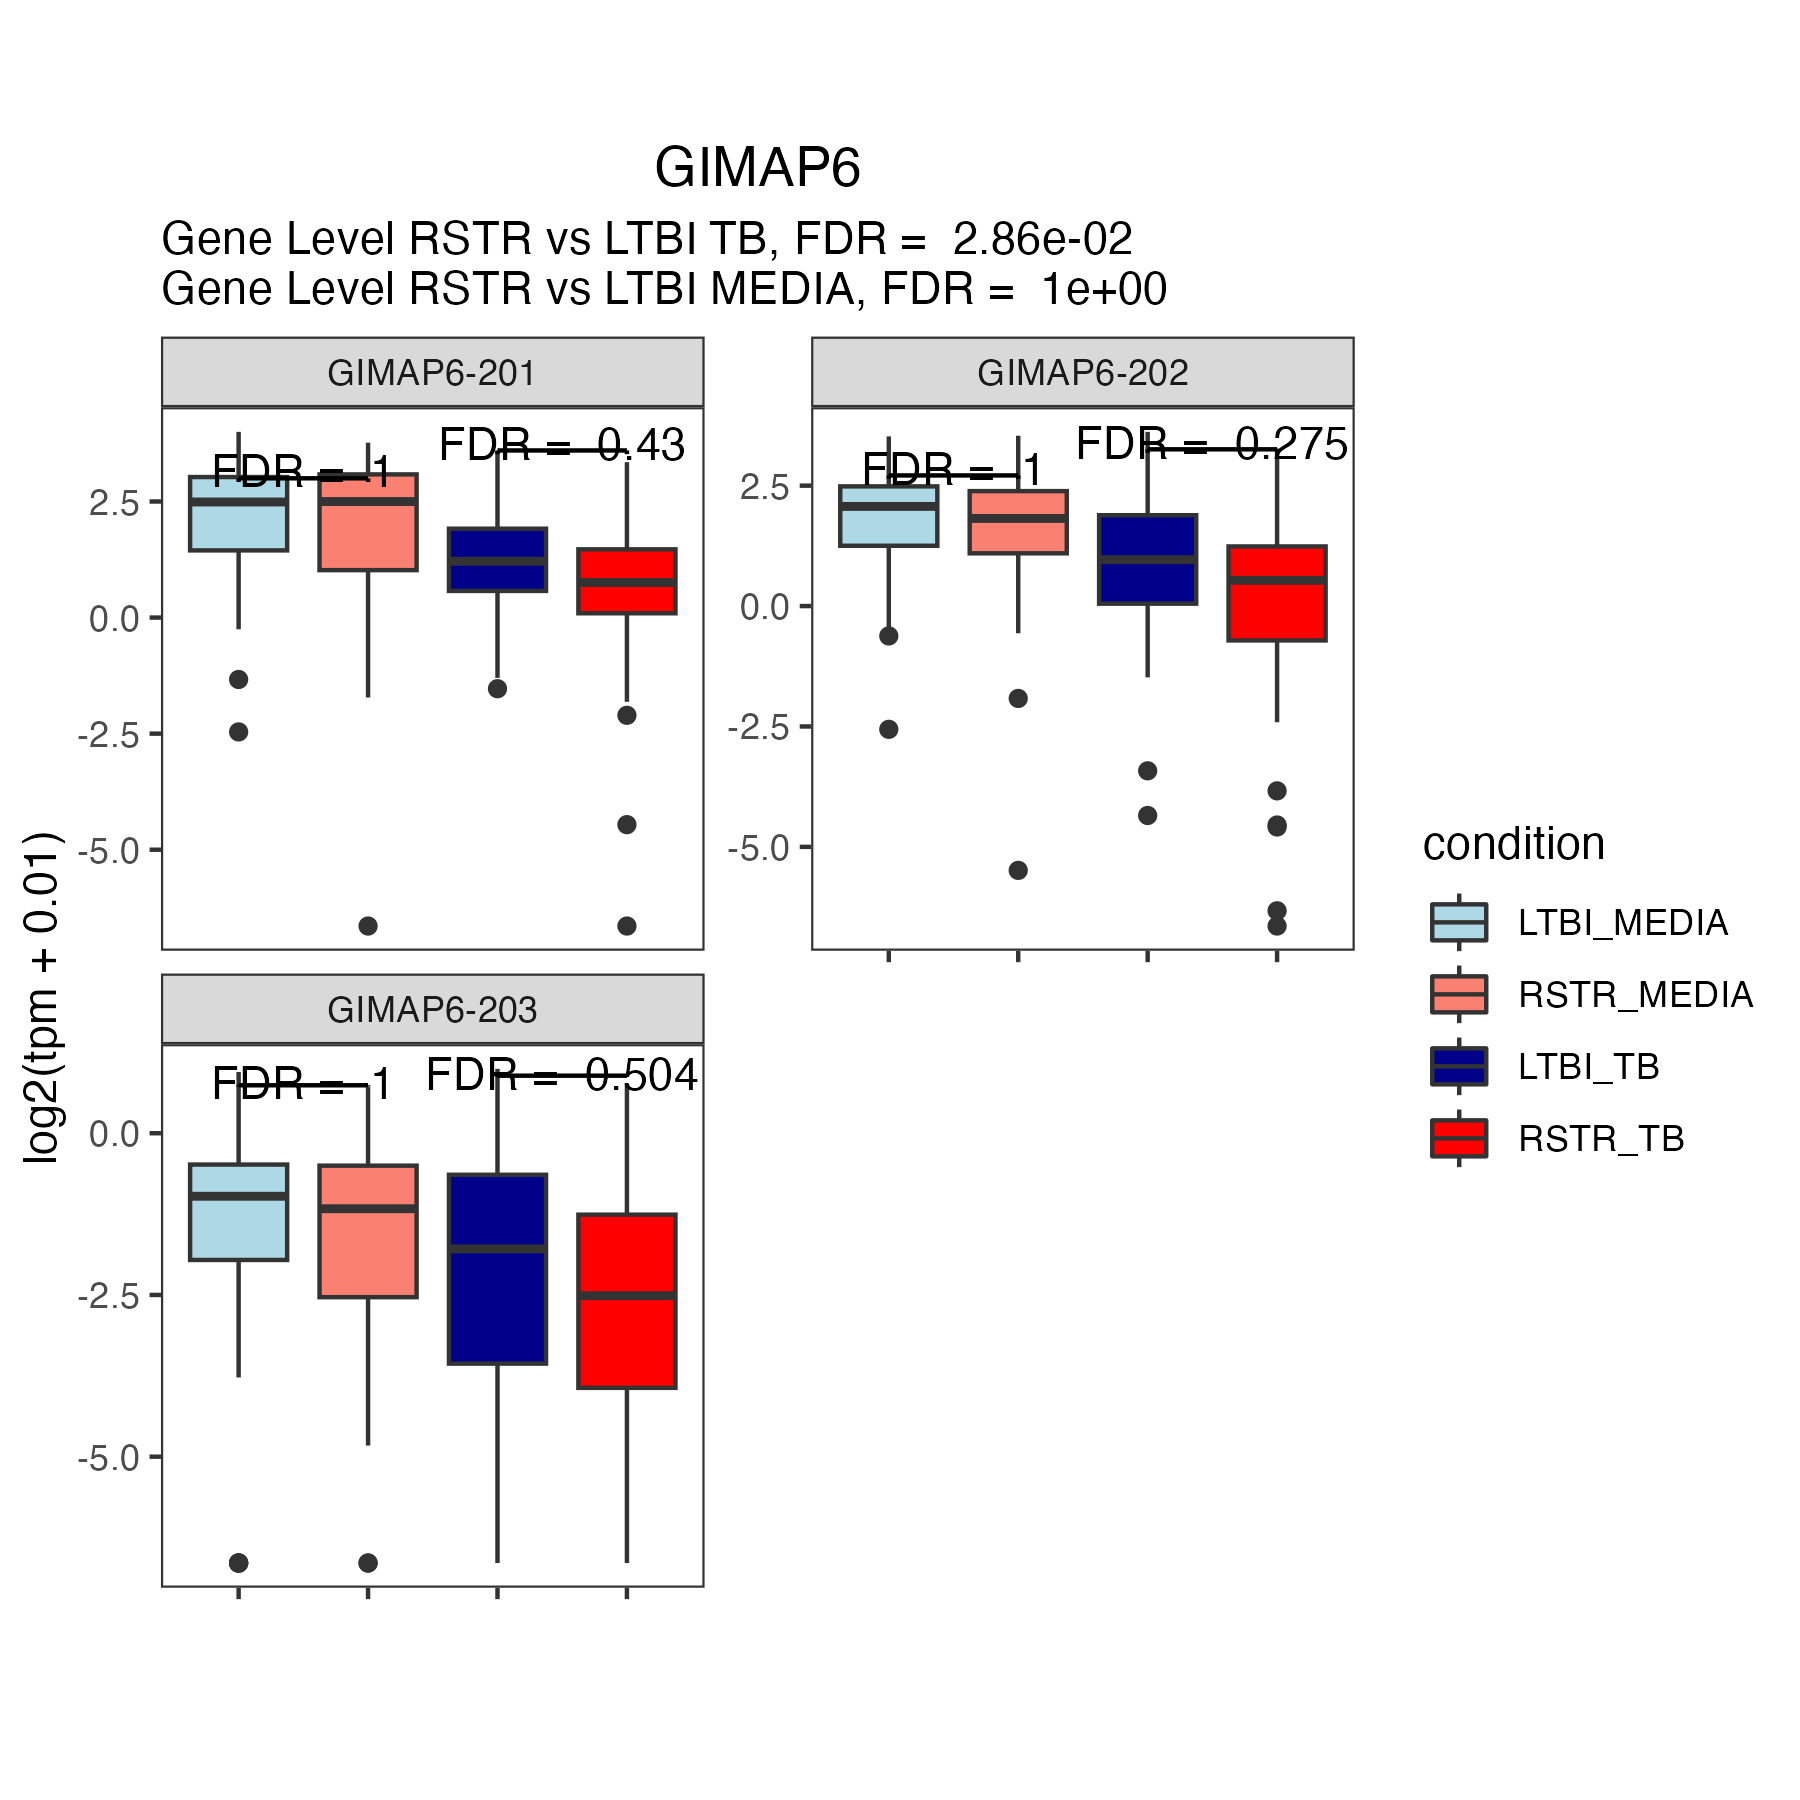 GIMAP6
Gene Level RSTR vs LTBI TB, FDR =  2.86e-02
Gene Level RSTR vs LTBI MEDIA, FDR =  1e+00
GIMAP6-201
FDR =  1
FDR =  0.43
2.5
0.0
-2.5
-5.0
GIMAP6-202
FDR =  1
FDR =  0.275
2.5
0.0
-2.5
-5.0
GIMAP6-203
FDR =  1
FDR =  0.504
0.0
-2.5
-5.0
log2(tpm + 0.01)
condition
LTBI_MEDIA
RSTR_MEDIA
LTBI_TB
RSTR_TB